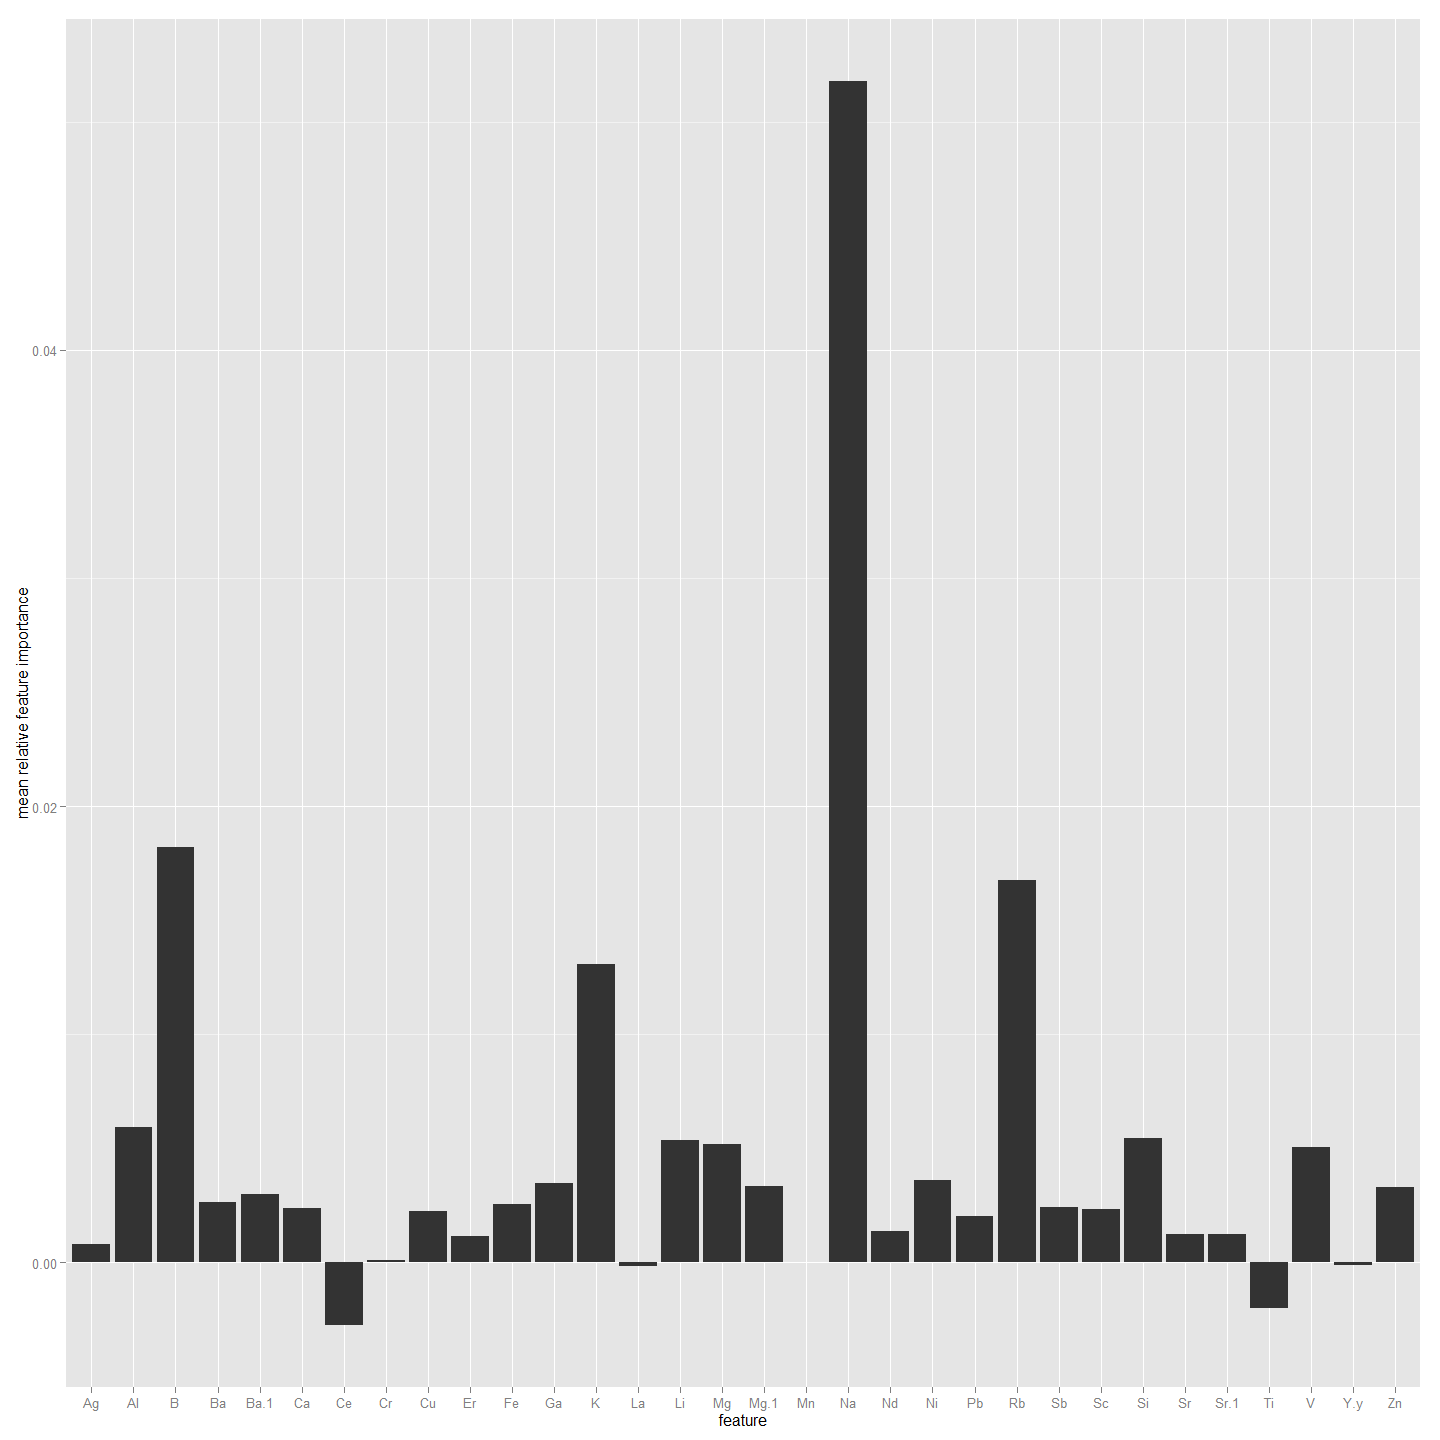 mean relative feature importance
0.04
0.02
0.00
Ag Al B Ba Ba.1 Ca Ce Cr Cu Er Fe Ga K La Li Mg Mg.1 Mn Na Nd Ni Pb Rb Sb Sc Si Sr Sr.1 Ti V Y.y Zn
feature